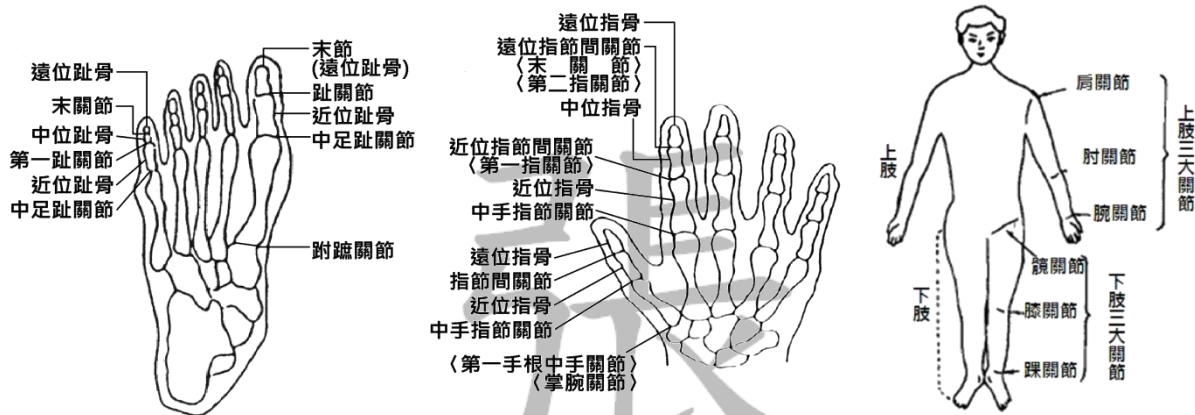 末節
(遠位趾骨)
趾關節
近位趾骨
中足趾關節
跗蹠關節
遠位趾骨
末關節
中位趾骨
第一趾關節
近位趾骨
中足趾關節
遠位指骨
遠位指節間關節
〈末關節〉
〈第二指關節〉
中位指骨
近位指節間關節
〈第一指關節〉
近位指骨
中手指節關節
遠位指骨
指節間關節
近位指骨
中手指節關節
〈第一手根中手關節〉
〈掌腕關節〉
上肢
肩關節
肘關節
腕關節
上肢三大關節
下肢
髖關節
膝關節
踝關節
下肢三大關節